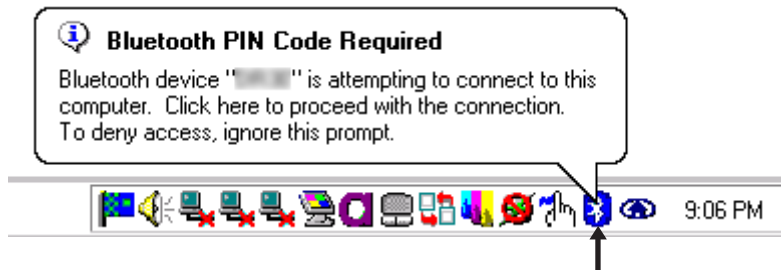 Bluetooth PIN Code Required
Bluetooth device "" is attempting to connect to this
computer. Click here to proceed with the connection.
To deny access, ignore this prompt.
9:06 PM